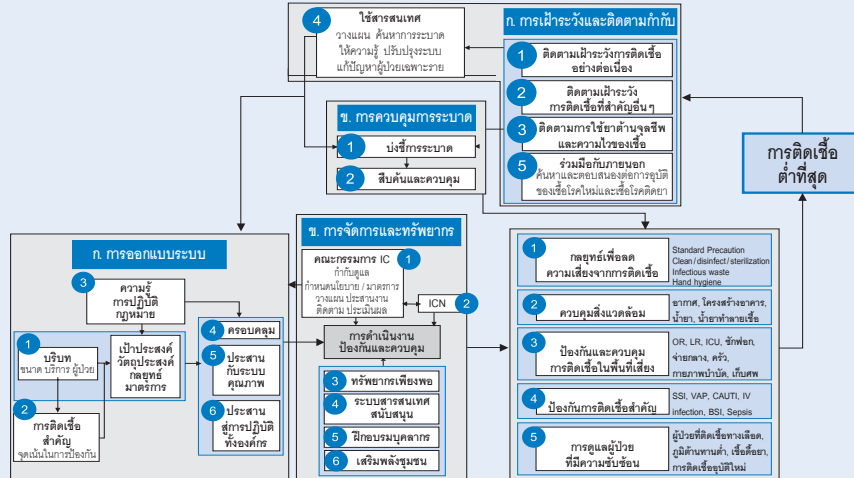 4
ใช้สารสนเทศ
วางแผน ค้นหาการระบาด
ให้ความรู้ ปรับปรุงระบบ
แก้ปัญหาผู้ป่วยเฉพาะราย
ก. การเฝ้าระวังและติดตามกำกับ
1
ติดตามเฝ้าระวังการติดเชื้อ
อย่างต่อเนื่อง
2
ติดตามเฝ้าระวัง
การติดเชื้อที่สำคัญอื่นๆ
3
ติดตามการใช้ยาต้านจุลชีพ
และความไวของเชื้อ
5
ร่วมมือกับภายนอก
ค้นหาและตอบสนองต่อการอุบัติ
ของเชื้อโรคใหม่และเชื้อโรคติดยา
ข. การควบคุมการระบาด
1
บ่งชี้การระบาด
2
สืบค้นและควบคุม
การติดเชื้อ
ต่ำที่สุด
ก. การออกแบบระบบ
3
ความรู้
การปฏิบัติ
กฎหมาย
1
บริบท
ขนาด บริการ ผู้ป่วย
2
การติดเชื้อ
สำคัญ
จุดเน้นในการป้องกัน
เป้าประสงค์
วัตถุประสงค์
กลยุทธ์
มาตรการ
4
ครอบคลุม
5
ประสาน
กับระบบ
คุณภาพ
6
ประสาน
สู่การปฏิบัติ
ทั้งองค์กร
ข. การจัดการและทรัพยากร
คณะกรรมการ IC
1
กำกับดูแล
กำหนดนโยบาย / มาตรการ
วางแผน ประสานงาน
ติดตาม ประเมินผล
ICN
2
การดำเนินงาน
ป้องกันและควบคุม
3
ทรัพยากรเพียงพอ
4
ระบบสารสนเทศ
สนับสนุน
5
ฝึกอบรมบุคลากร
6
เสริมพลังชุมชน
1
กลยุทธ์เพื่อลด
ความเสี่ยงจากการติดเชื้อ
Standard Precaution
Clean / disinfect / sterilization
Infectious waste
Hand hygiene
2
ควบคุมสิ่งแวดล้อม
อากาศ, โครงสร้างอาคาร,
น้ำยา, น้ำยาทำลายเชื้อ
3
ป้องกันและควบคุม
การติดเชื้อในพื้นที่เสี่ยง
OR, LR, ICU, ซักฟอก,
จ่ายกลาง, ครัว,
กายภาพบำบัด, เก็บศพ
4
ป้องกันการติดเชื้อสำคัญ
SSI, VAP, CAUTI, IV
infection, BSI, Sepsis
5
การดูแลผู้ป่วย
ที่มีความซับซ้อน
ผู้ป่วยที่ติดเชื้อทางเลือด,
ภูมิต้านทานต่ำ, เชื้อดื้อยา,
การติดเชื้ออุบัติใหม่